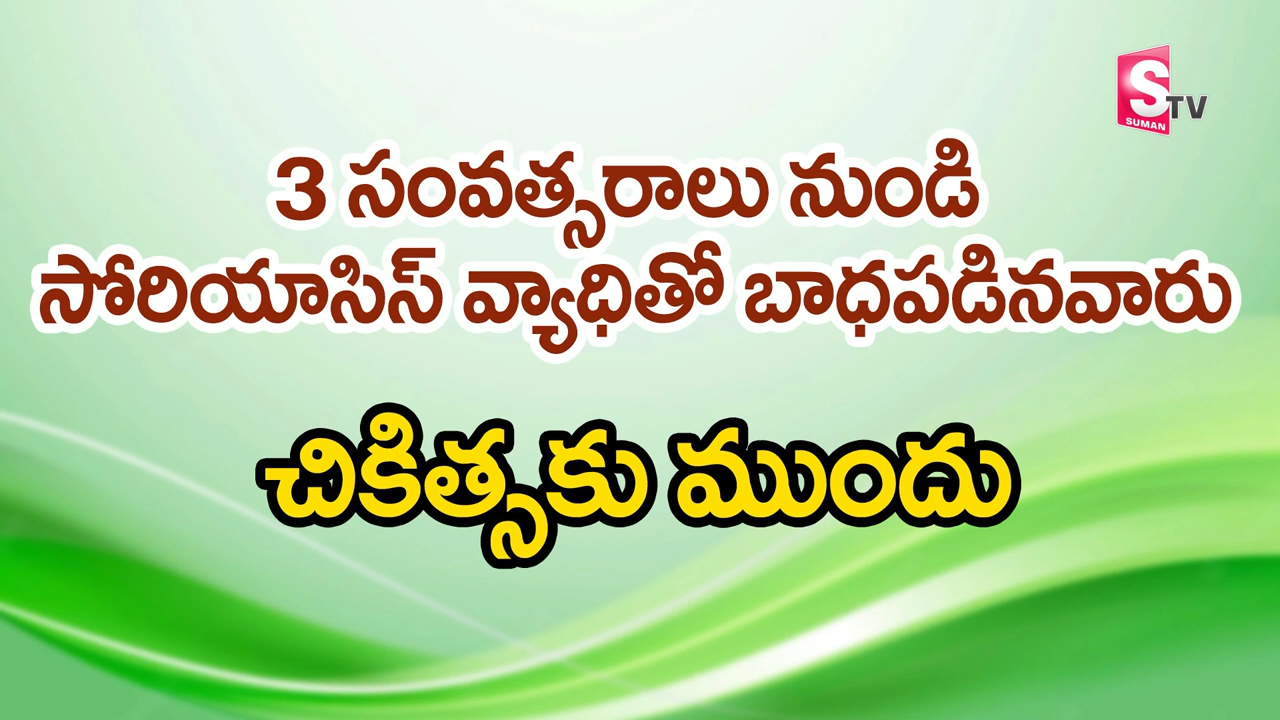 S TV
SUMAN
3 సంవత్సరాలు నుండి
సోరియాసిస్ వ్యాధితో బాధపడినవారు
చికిత్సకు ముందు